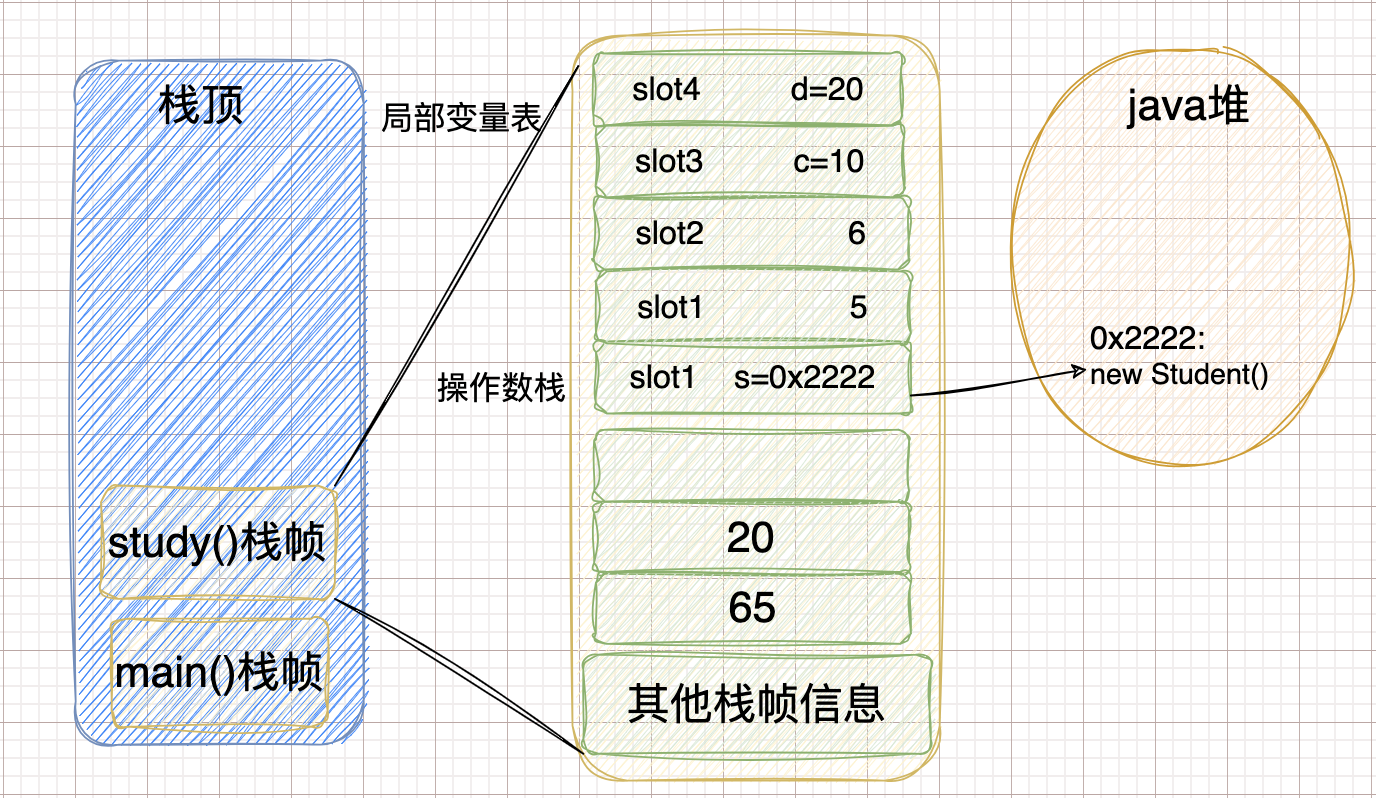 栈顶
study()栈帧
main()栈帧
局部变量表
操作数栈
slot4 d=20
slot3 c=10
slot2 6
slot1 5
slot1 s=0x2222
20
65
其他栈帧信息
java堆
0x2222:
new Student()